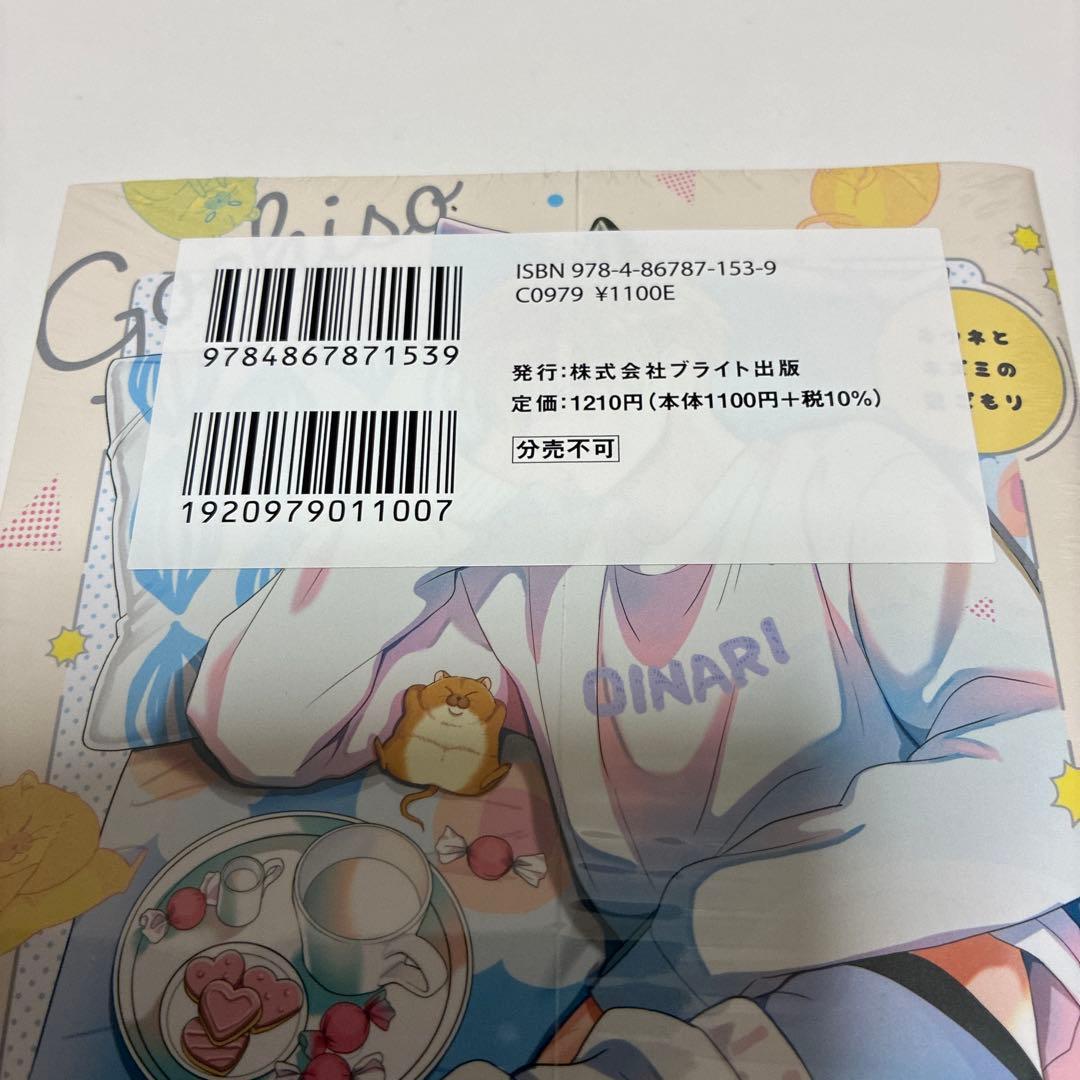 ISBN 978-4-86787-153-9
C0979 ¥1100E
9784867871539
発行:株式会社ブライト出版
定価:1210円(本体1100円+税10%)
分売不可
1920979011007
OINARI